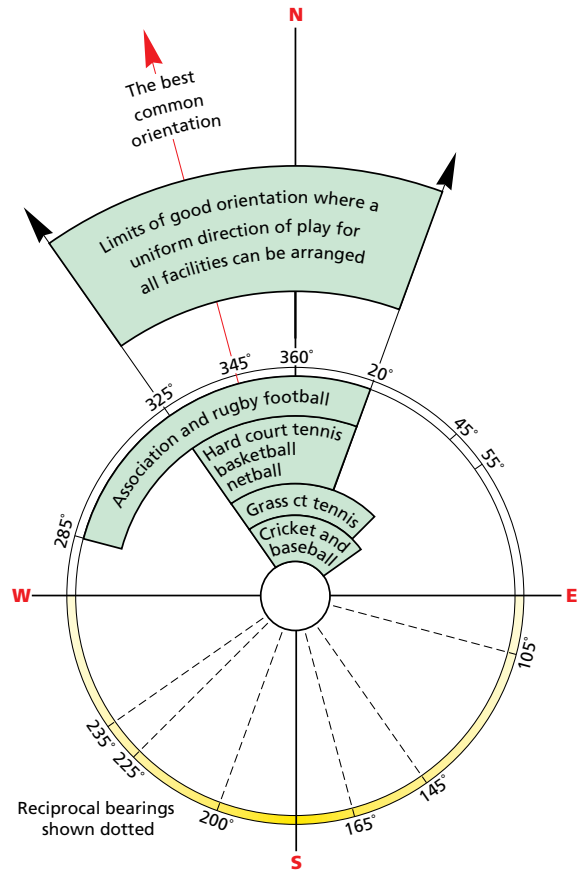 N
The best
common
orientation
Limits of good orientation where a
uniform direction of play for
all facilities can be arranged
325°
345°
360°
20°
45°
55°
285°
Association and rugby football
Hard court tennis
basketball
netball
Grass ct tennis
Cricket and
baseball
W
E
105°
235°
225°
200°
165°
145°
Reciprocal bearings
shown dotted
S